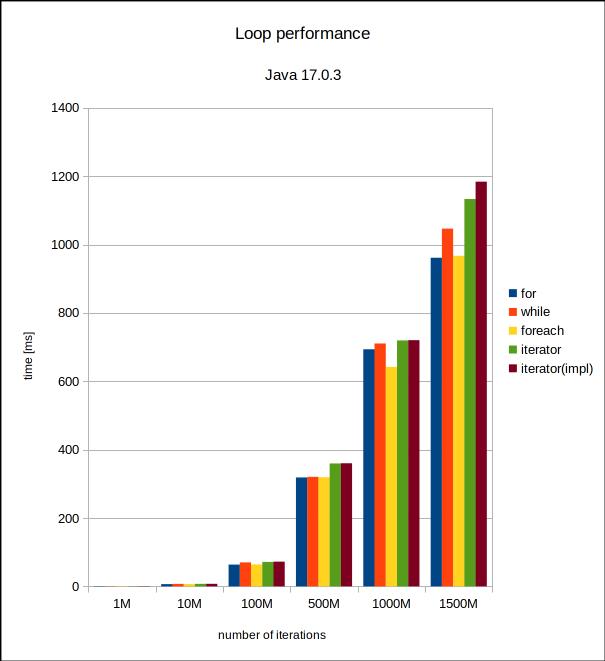 Loop performance
Java 17.0.3
1400
1200
1000
800
600
400
200
0
time [ms]
1M 10M 100M 500M 1000M 1500M
number of iterations
for
while
foreach
iterator
iterator(impl)